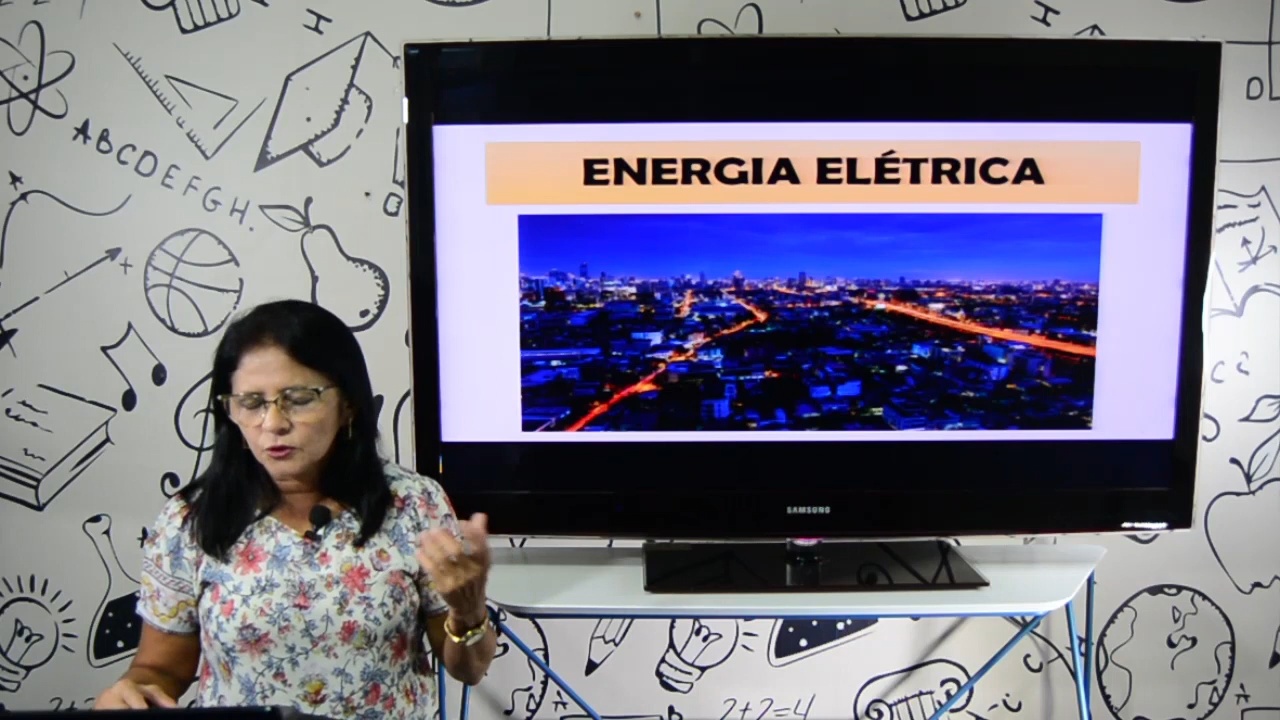 H
ABCDEFGH.
ENERGIA ELÉTRICA
SAMSUNG
2+2=4